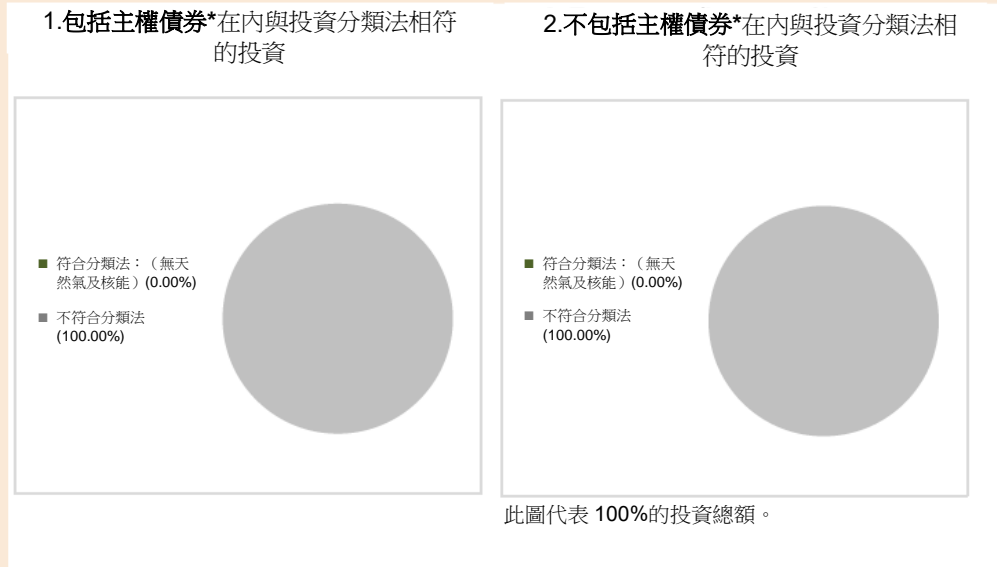 1.包括主權債券*在內與投資分類法相符
的投資
符合分類法：（無天
然氣及核能）(0.00%)
不符合分類法
(100.00%)
2.不包括主權債券*在內與投資分類法相
符的投資
符合分類法：（無天
然氣及核能）(0.00%)
不符合分類法
(100.00%)
此圖代表 100%的投資總額。